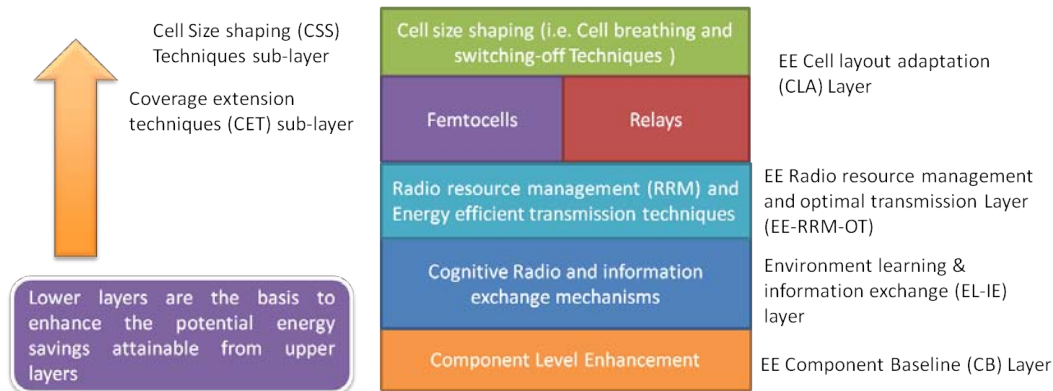 Cell Size shaping (CSS)
Techniques sub-layer
Coverage extension
techniques (CET) sub-layer
Lower layers are the basis to
enhance the potential energy
savings attainable from upper
layers
Cell size shaping (i.e. Cell breathing and
switching-off Techniques )
Femtocells
Relays
Radio resource management (RRM) and
Energy efficient transmission techniques
Cognitive Radio and information
exchange mechanisms
Component Level Enhancement
EE Cell layout adaptation
(CLA) Layer
EE Radio resource management
and optimal transmission Layer
(EE-RRM-OT)
Environment learning &
information exchange (EL-IE)
layer
EE Component Baseline (CB) Layer